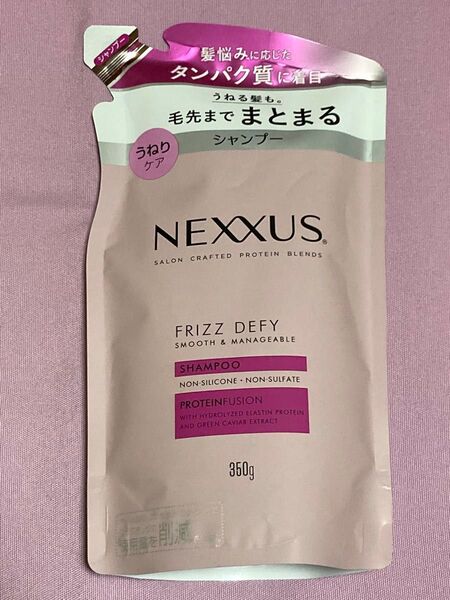 シャンプー
髪悩みに応じた
タンパク質に着目
うねる髪も。
毛先まで まとまる
シャンプー
うねり
ケア
NEXXUS®
SALON CRAFTED PROTEIN BLENDS
FRIZZ DEFY
SMOOTH & MANAGEABLE
SHAMPOO
NON-SILICONE • NON-SULFATE
PROTEINFUSION
WITH HYDROLYZED ELASTIN PROTEIN
AND GREEN CAVIAR EXTRACT
350g
を削減